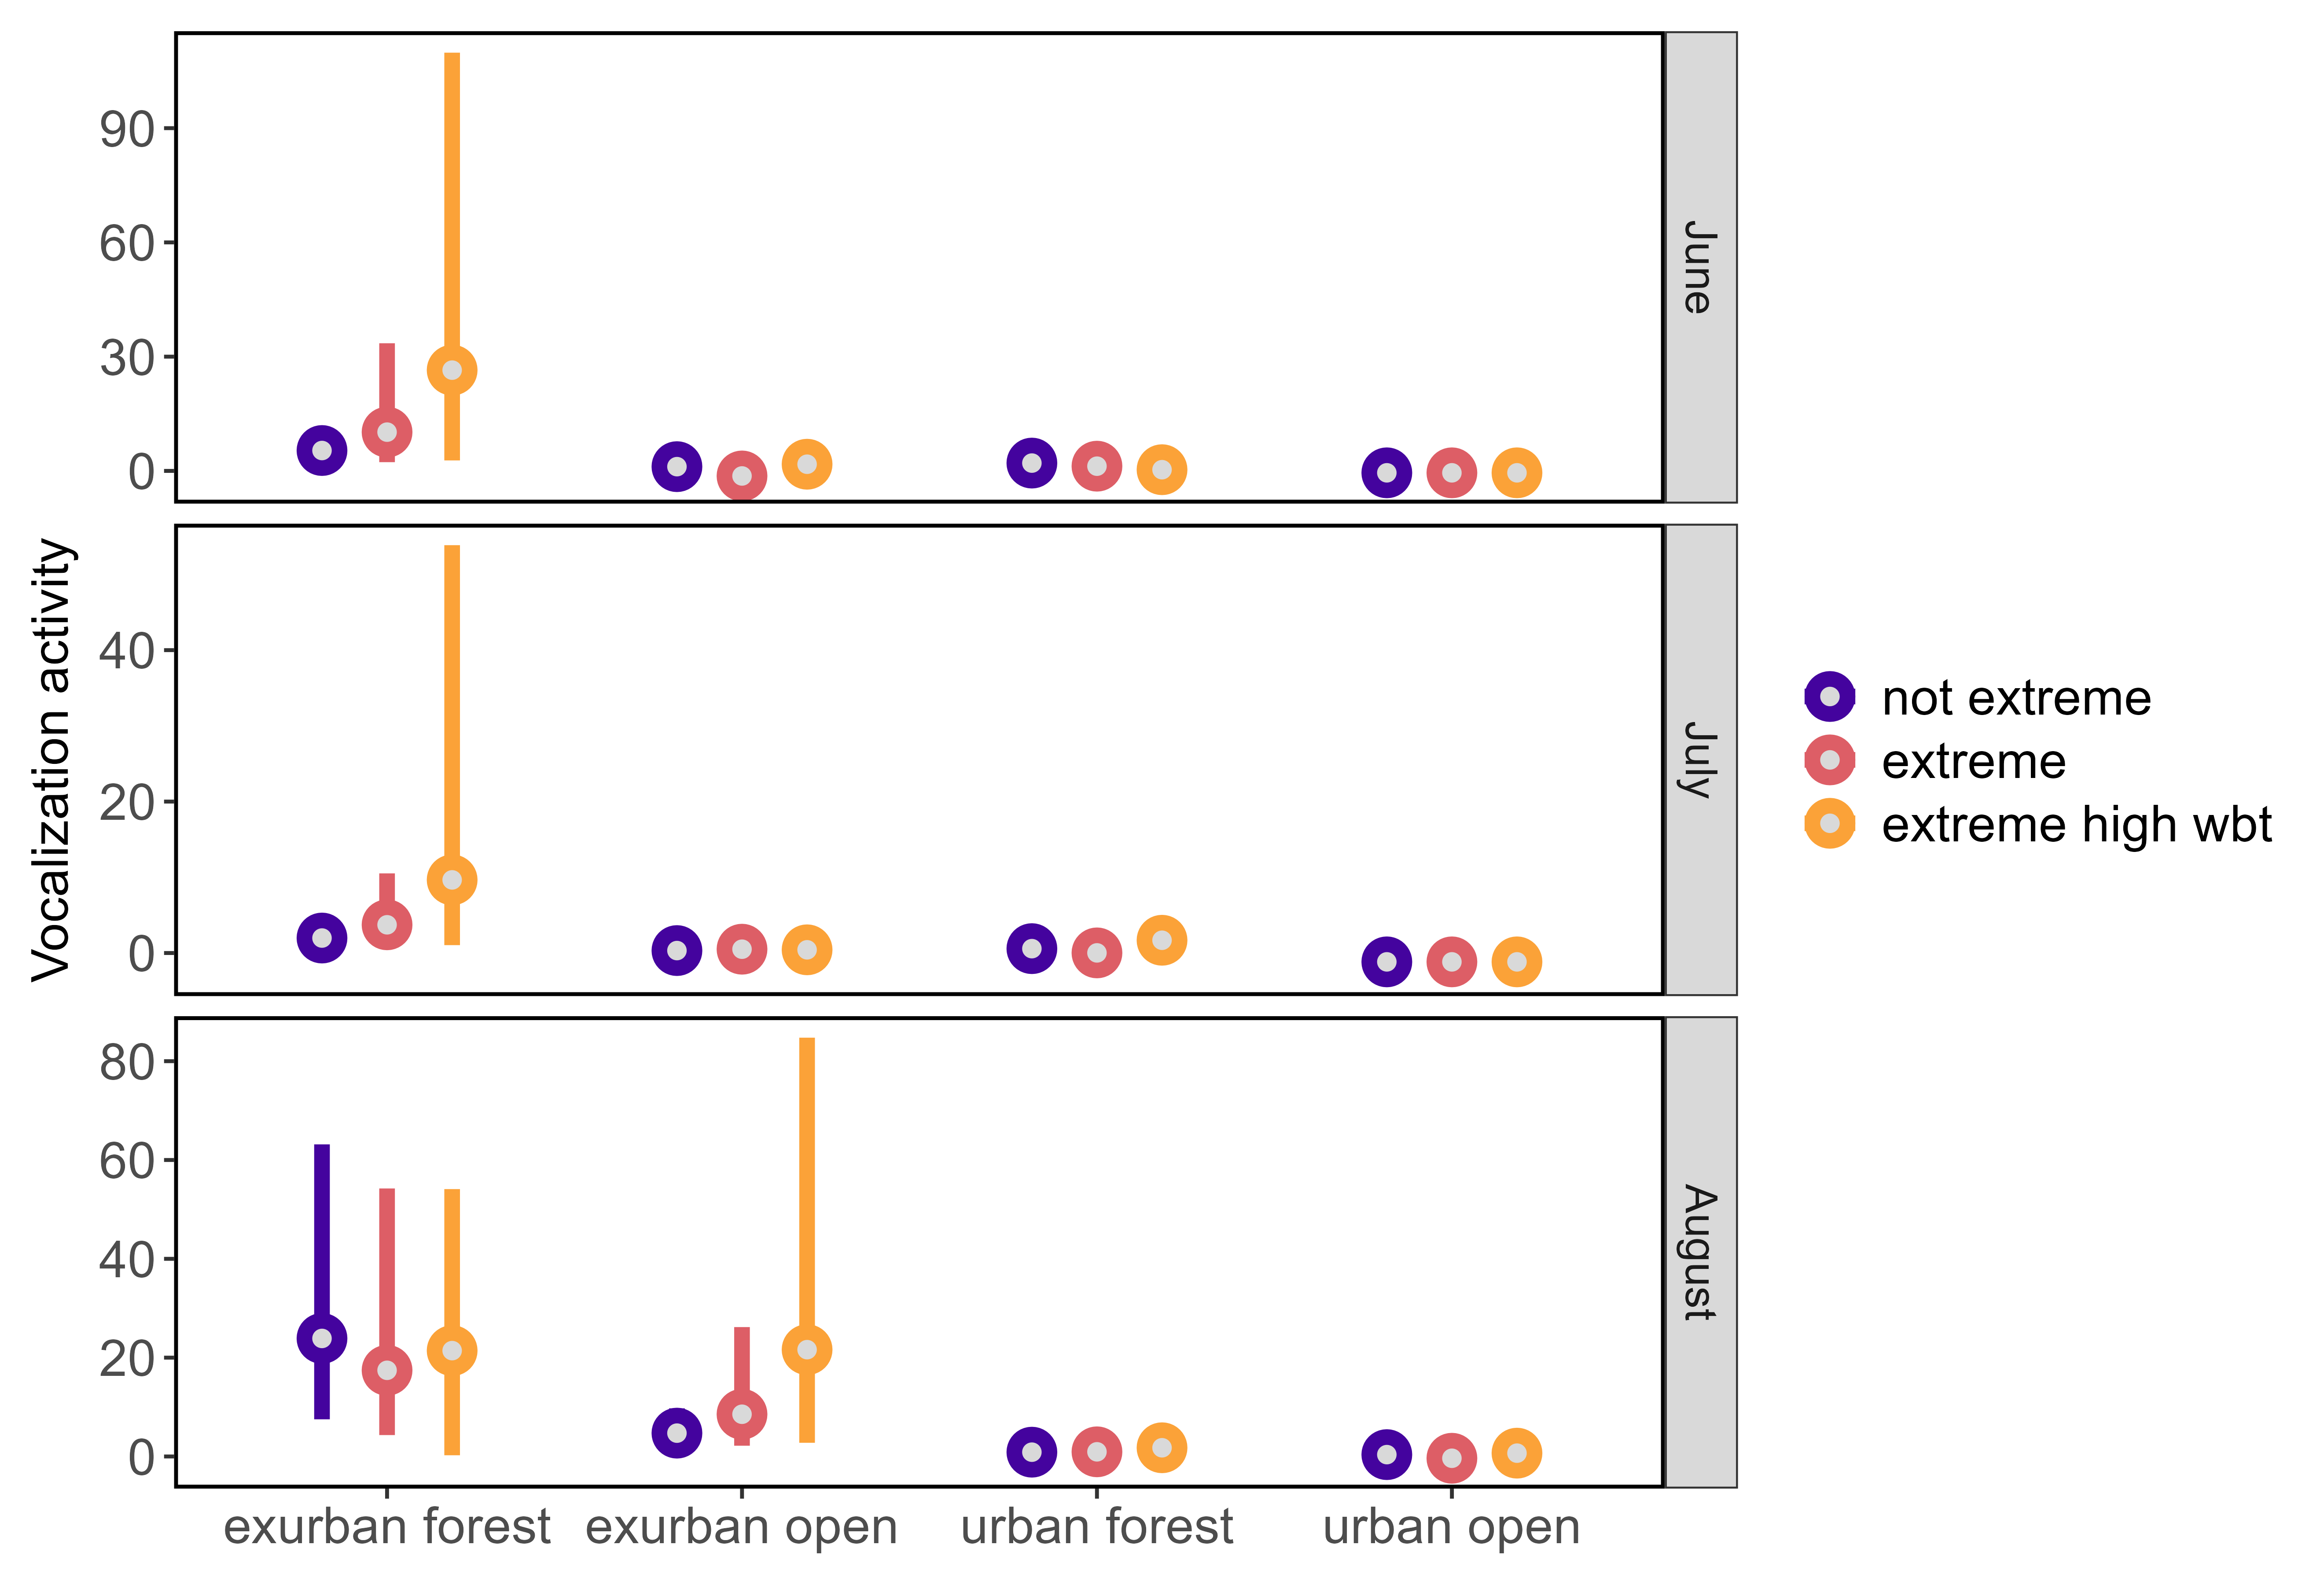 Vocalization activity
90
60
30
0
June
40
20
0
July
80
60
40
20
0
August
exurban forest
exurban open
urban forest
urban open
not extreme
extreme
extreme high wbt